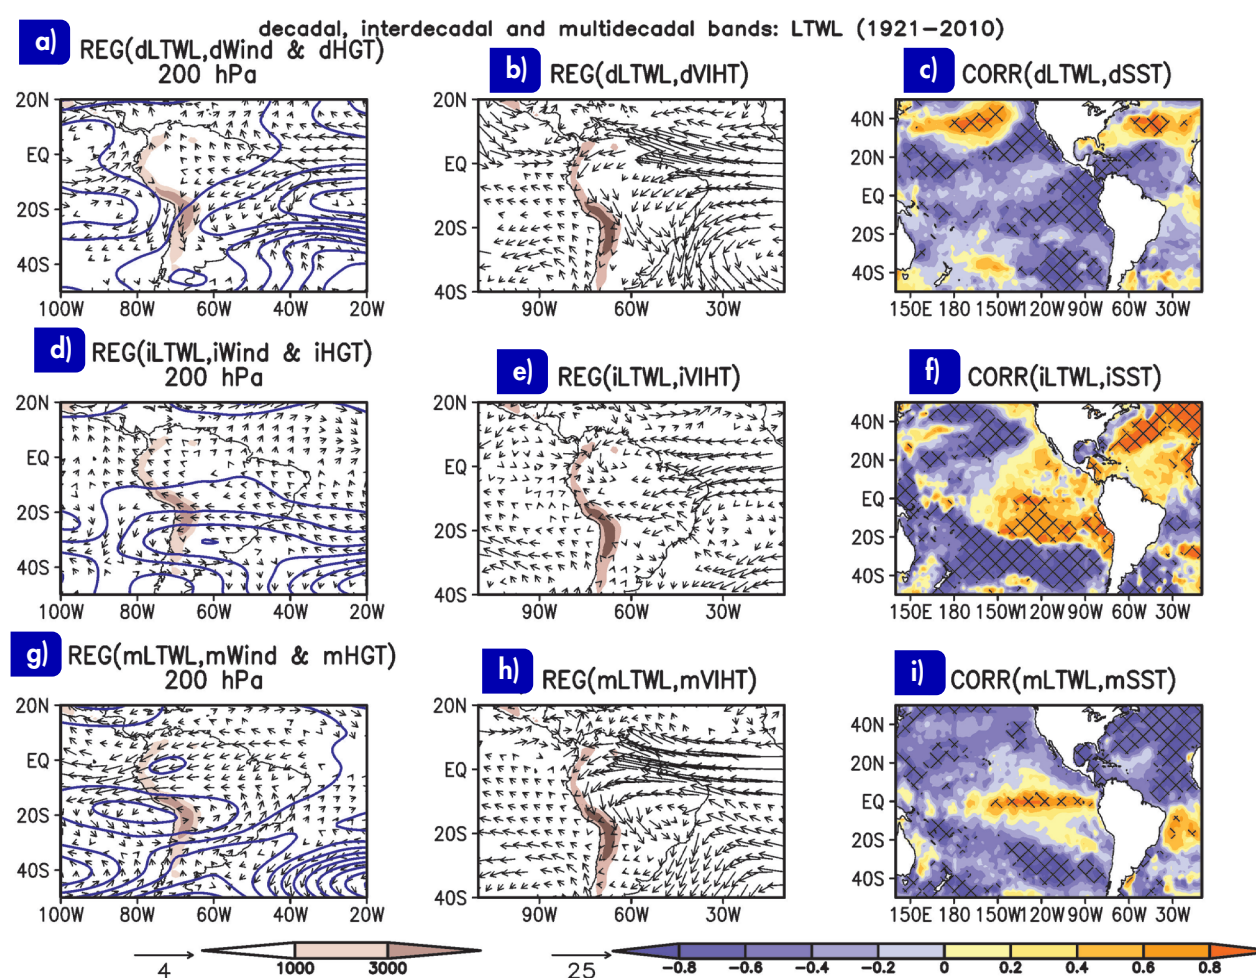 decadal, interdecadal and multidecadal bands: LTWL (1921−2010)
a) REG(dLTWL,dWind & dHGT)
200 hPa
b) REG(dLTWL,dVIHT)
c) CORR(dLTWL,dSST)
20N
EQ
20S
40S
100W 80W 60W 40W 20W
20N
EQ
20S
40S
90W 60W 30W
40N
20N
EQ
20S
40S
150E 180 150W 120W 90W 60W 30W
d) REG(iLTWL,iWind & iHGT)
200 hPa
e) REG(iLTWL,iVIHT)
f) CORR(iLTWL,iSST)
20N
EQ
20S
40S
100W 80W 60W 40W 20W
20N
EQ
20S
40S
90W 60W 30W
40N
20N
EQ
20S
40S
150E 180 150W 120W 90W 60W 30W
g) REG(mLTWL,mWind & mHGT)
200 hPa
h) REG(mLTWL,mVIHT)
i) CORR(mLTWL,mSST)
20N
EQ
20S
40S
100W 80W 60W 40W 20W
20N
EQ
20S
40S
90W 60W 30W
40N
20N
EQ
20S
40S
150E 180 150W 120W 90W 60W 30W
4
1000 3000
25
−0.8 −0.6 −0.4 −0.2 0 0.2 0.4 0.6 0.8